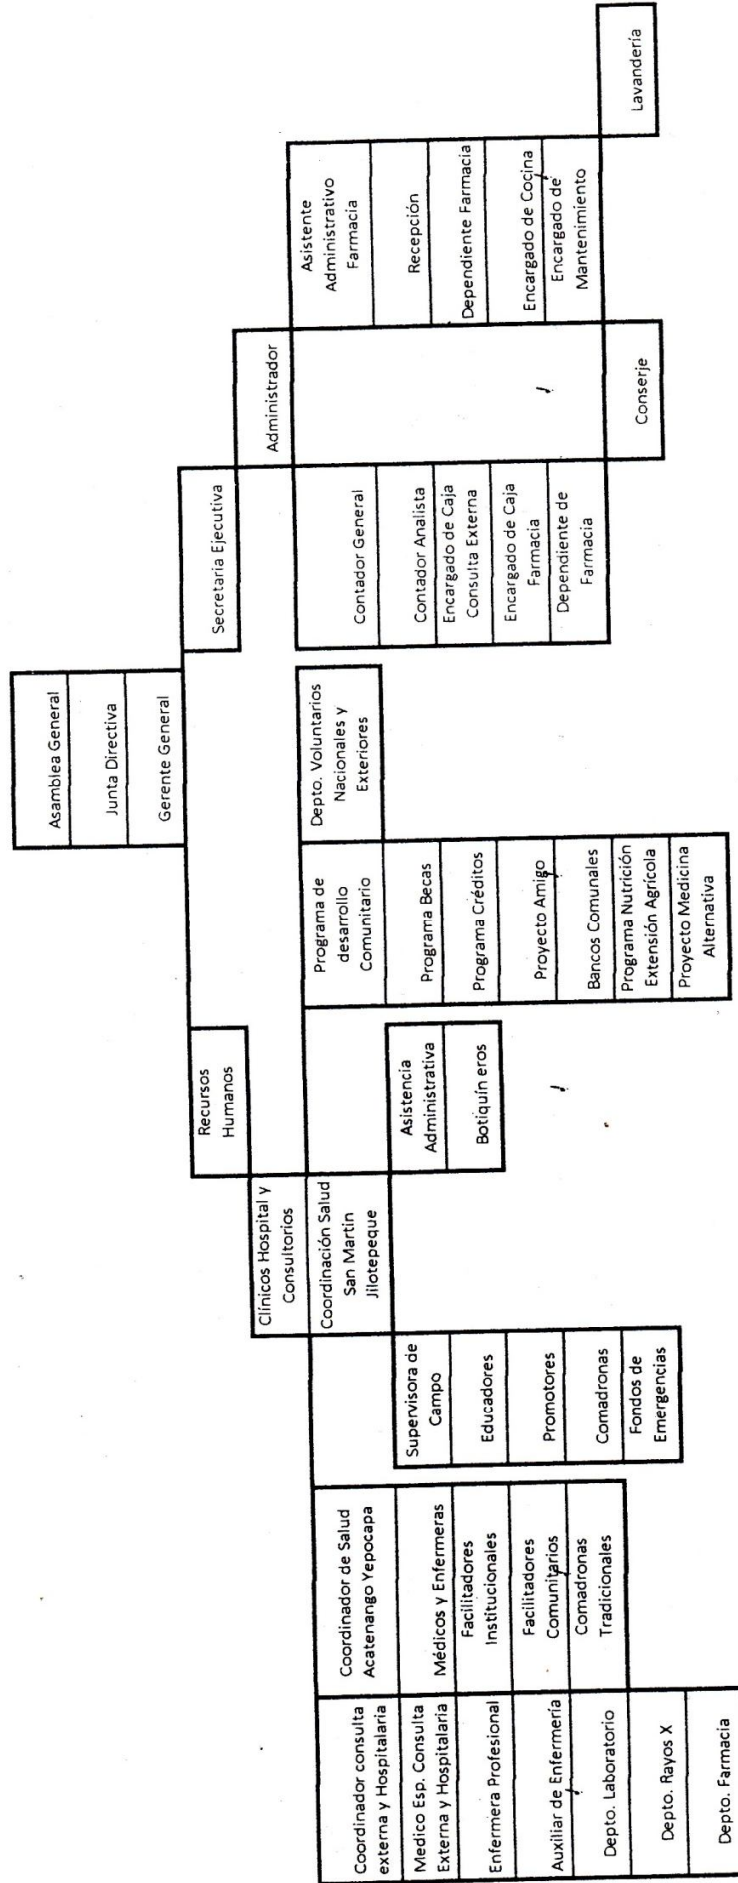 Asamblea General
Junta Directiva
Gerente General
Recursos
Humanos
Secretaria Ejecutiva
Clínicos Hospital y
Consultorios
Administrador
Coordinador consulta
externa y Hospitalaria
Medico Esp. Consulta
Externa y Hospitalaria
Enfermera Profesional
Auxiliar de Enfermería
Depto. Laboratorio
Depto. Rayos X
Depto. Farmacia
Coordinador de Salud
Acatenango Yepocapa
Médicos y Enfermeras
Facilitadores
Institucionales
Facilitadores
Comunitarios
Comadronas
Tradicionales
Coordinación Salud
San Martin
Jilotepeque
Supervisora de
Campo
Educadores
Promotores
Comadronas
Fondos de
Emergencias
Asistencia
Administrativa
Botiquín eros
Programa de
desarrollo
Comunitario
Programa Becas
Programa Créditos
Proyecto Amigo
Bancos Comunales
Programa Nutrición
Extensión Agrícola
Proyecto Medicina
Alternativa
Depto. Voluntarios
Nacionales y
Exteriores
Contador General
Contador Analista
Encargado de Caja
Consulta Externa
Encargado de Caja
Farmacia
Dependiente de
Farmacia
Asistente
Administrativo
Farmacia
Recepción
Dependiente Farmacia
Encargado de Cocina
Encargado de
Mantenimiento
Conserje
Lavandería